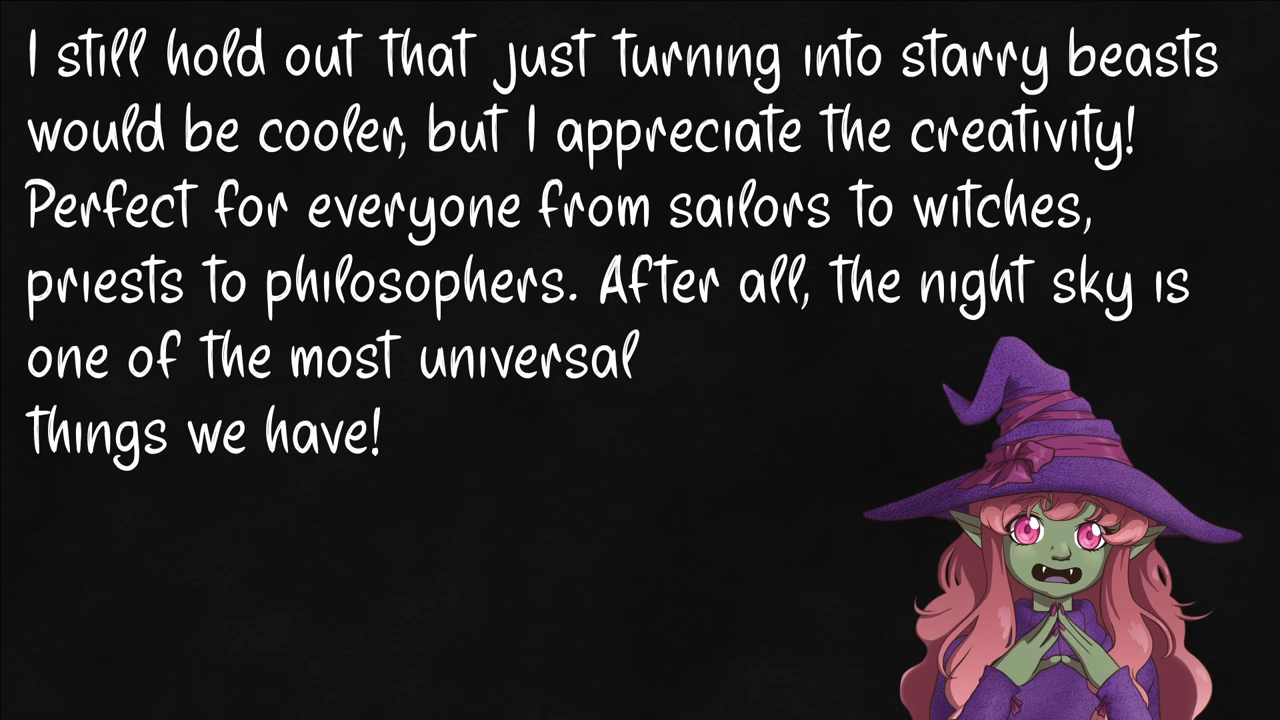 I still hold out that just turning into starry beasts
would be cooler, but I appreciate the creativity!
Perfect for everyone from sailors to witches,
priests to philosophers. After all, the night sky is
one of the most universal
things we have!